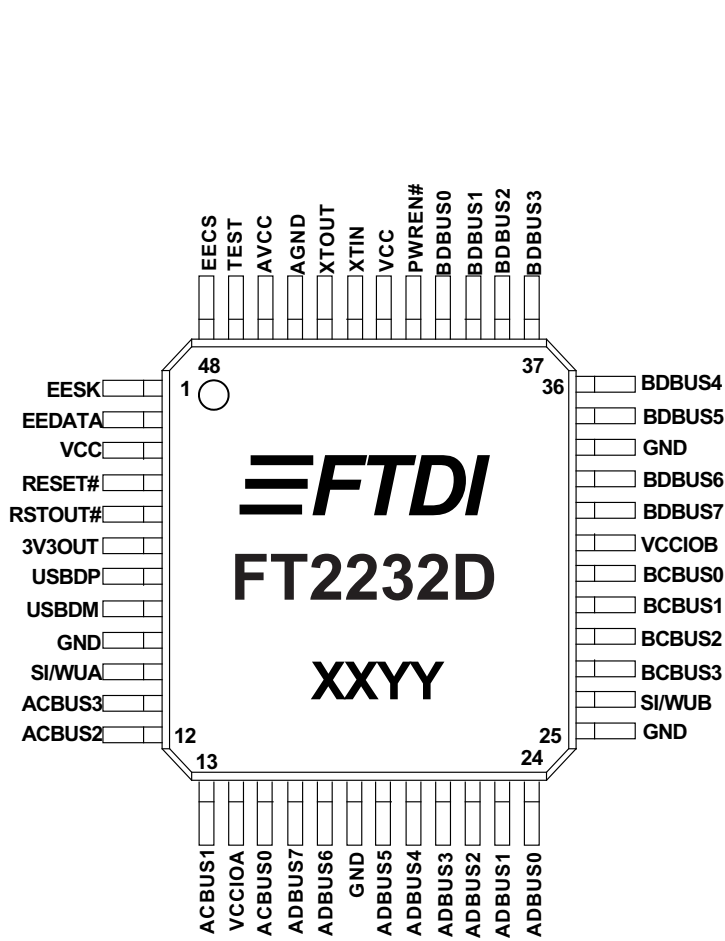 EECS
TEST
AVCC
AGND
XTOUT
XTIN
VCC
PWREN#
BDBUS0
BDBUS1
BDBUS2
BDBUS3
48
37
1
36
EESK
EEDATA
VCC
RESET#
RSTOUT#
3V3OUT
USBDP
USBDM
GND
SI/WUA
ACBUS3
ACBUS2
FTDI
FT2232D
XXYY
BDBUS4
BDBUS5
GND
BDBUS6
BDBUS7
VCCIOB
BCBUS0
BCBUS1
BCBUS2
BCBUS3
SI/WUB
GND
12
25
13
24
ACBUS1
VCCIOA
ACBUS0
ADBUS7
ADBUS6
GND
ADBUS5
ADBUS4
ADBUS3
ADBUS2
ADBUS1
ADBUS0